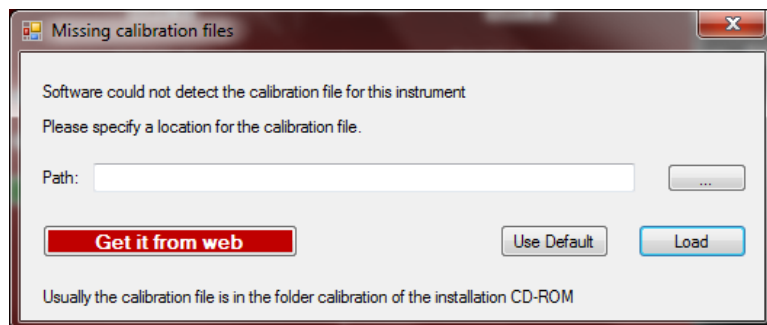 Missing calibration files
Software could not detect the calibration file for this instrument
Please specify a location for the calibration file.
Path:
...
Get it from web
Use Default
Load
Usually the calibration file is in the folder calibration of the installation CD-ROM